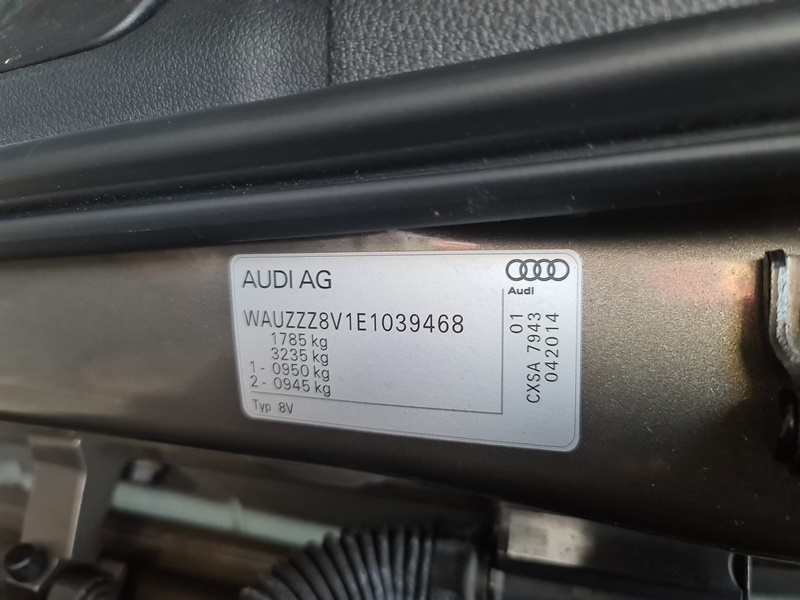 AUDI AG
Audi
WAUZZZ8V1E1039468
1785 kg
3235 kg
1 - 0950 kg
2 - 0945 kg
Typ 8V
01
CXSA 7943
042014